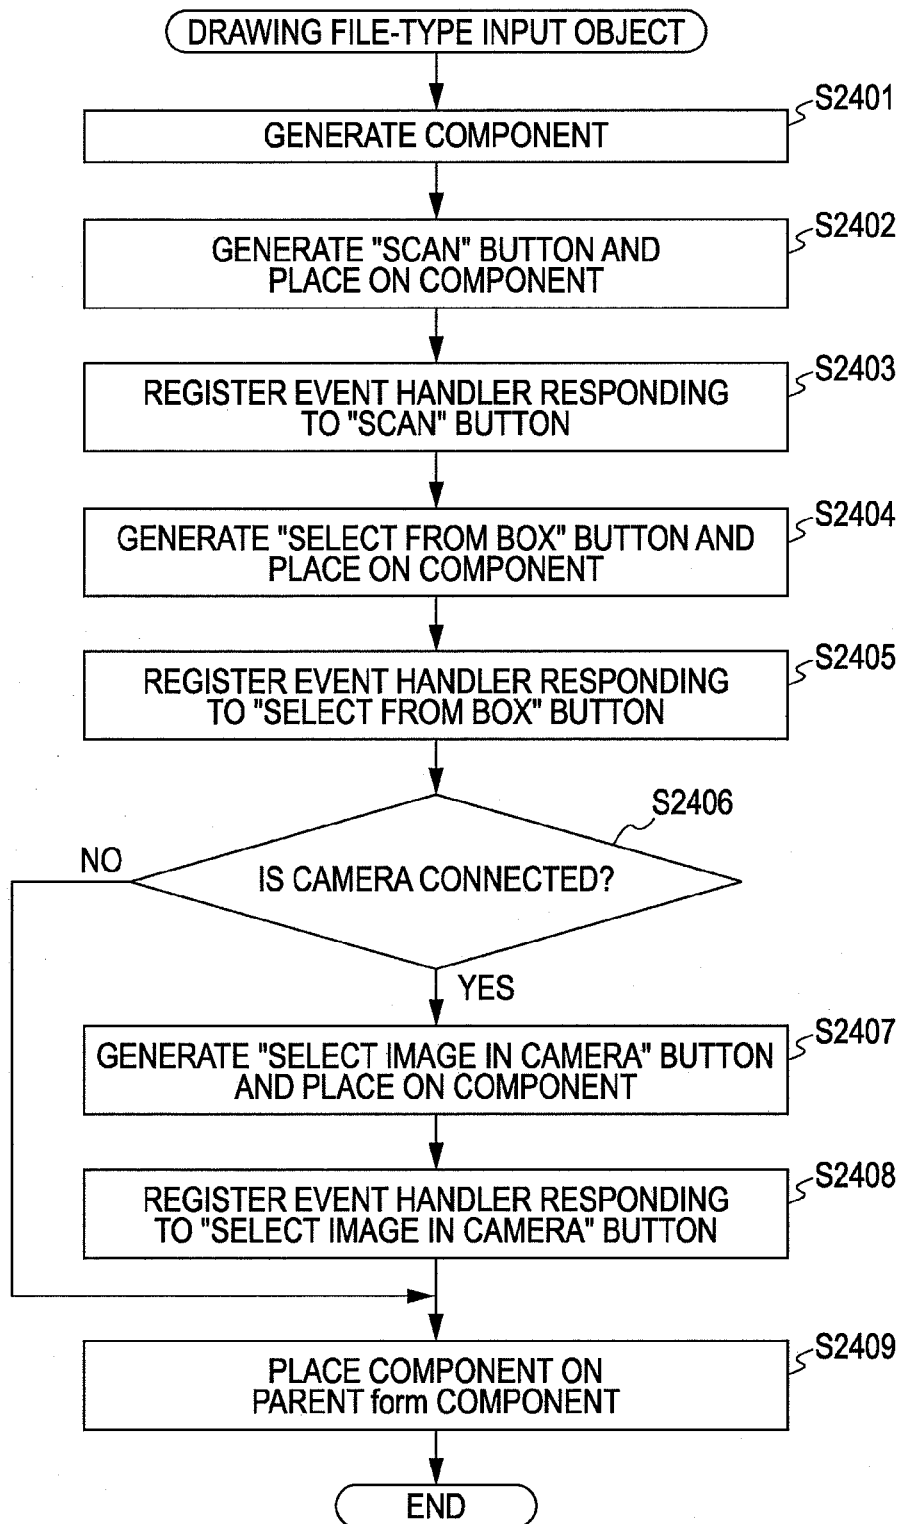 DRAWING FILE-TYPE INPUT OBJECT
S2401
GENERATE COMPONENT
S2402
GENERATE "SCAN" BUTTON AND
PLACE ON COMPONENT
S2403
REGISTER EVENT HANDLER RESPONDING
TO "SCAN" BUTTON
S2404
GENERATE "SELECT FROM BOX" BUTTON AND
PLACE ON COMPONENT
S2405
REGISTER EVENT HANDLER RESPONDING
TO "SELECT FROM BOX" BUTTON
S2406
NO
IS CAMERA CONNECTED?
YES
S2407
GENERATE "SELECT IMAGE IN CAMERA" BUTTON
AND PLACE ON COMPONENT
S2408
REGISTER EVENT HANDLER RESPONDING
TO "SELECT IMAGE IN CAMERA" BUTTON
S2409
PLACE COMPONENT ON
PARENT form COMPONENT
END